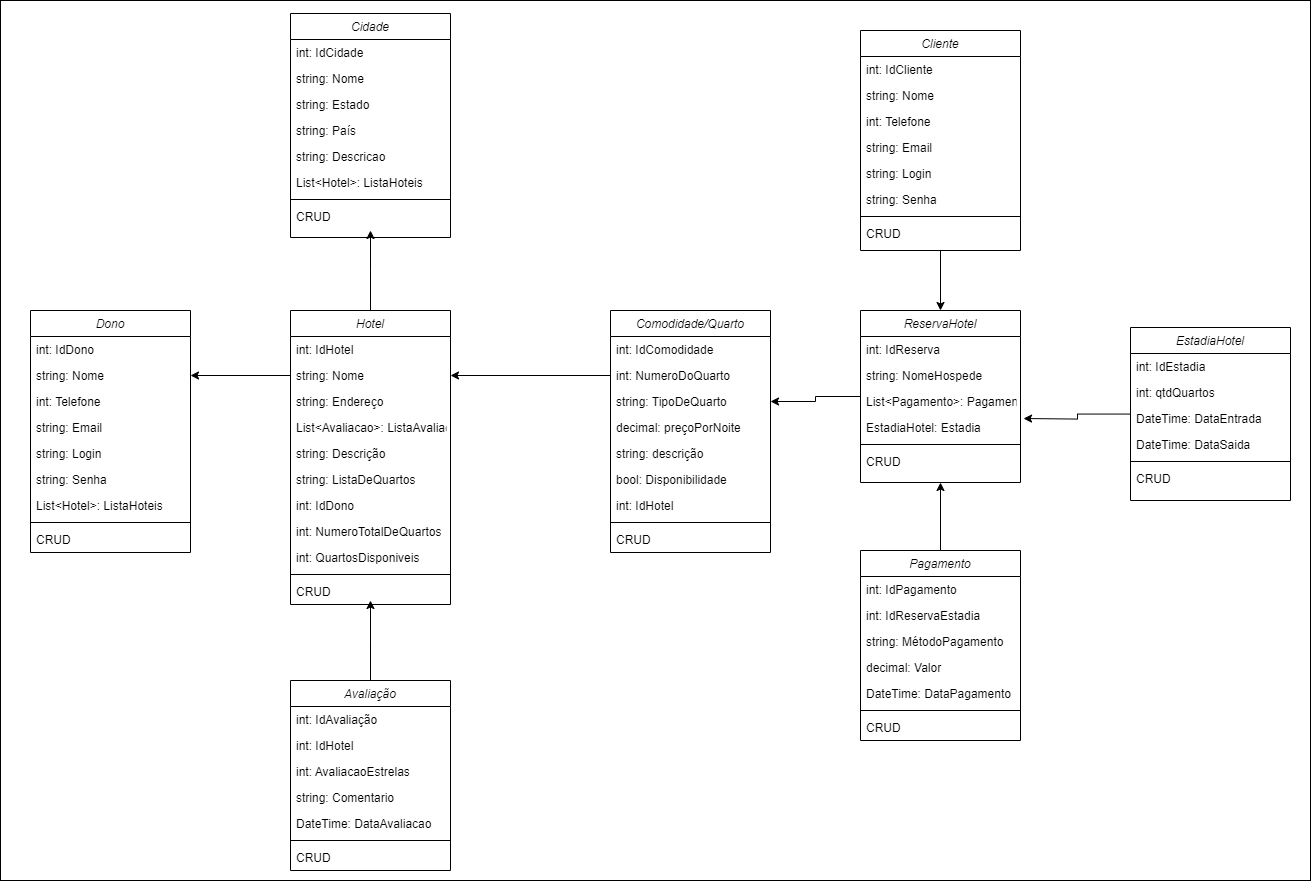 Cidade
int: IdCidade
string: Nome
string: Estado
string: País
string: Descricao
List<Hotel>: ListaHoteis
CRUD
Cliente
int: IdCliente
string: Nome
int: Telefone
string: Email
string: Login
string: Senha
CRUD
Dono
int: IdDono
string: Nome
int: Telefone
string: Email
string: Login
string: Senha
List<Hotel>: ListaHoteis
CRUD
Hotel
int: IdHotel
string: Nome
string: Endereço
List<Avaliacao>: ListaAvalia
string: Descrição
string: ListaDeQuartos
int: IdDono
int: NumeroTotalDeQuartos
int: QuartosDisponiveis
CRUD
Comodidade/Quarto
int: IdComodidade
int: NumeroDoQuarto
string: TipoDeQuarto
decimal: preçoPorNoite
string: descrição
bool: Disponibilidade
int: IdHotel
CRUD
ReservaHotel
int: IdReserva
string: NomeHospede
List<Pagamento>: Pagamen
EstadiaHotel: Estadia
CRUD
EstadiaHotel
int: IdEstadia
int: qtdQuartos
DateTime: DataEntrada
DateTime: DataSaida
CRUD
Avaliação
int: IdAvaliação
int: IdHotel
int: AvaliacaoEstrelas
string: Comentario
DateTime: DataAvaliacao
CRUD
Pagamento
int: IdPagamento
int: IdReservaEstadia
string: MétodoPagamento
decimal: Valor
DateTime: DataPagamento
CRUD